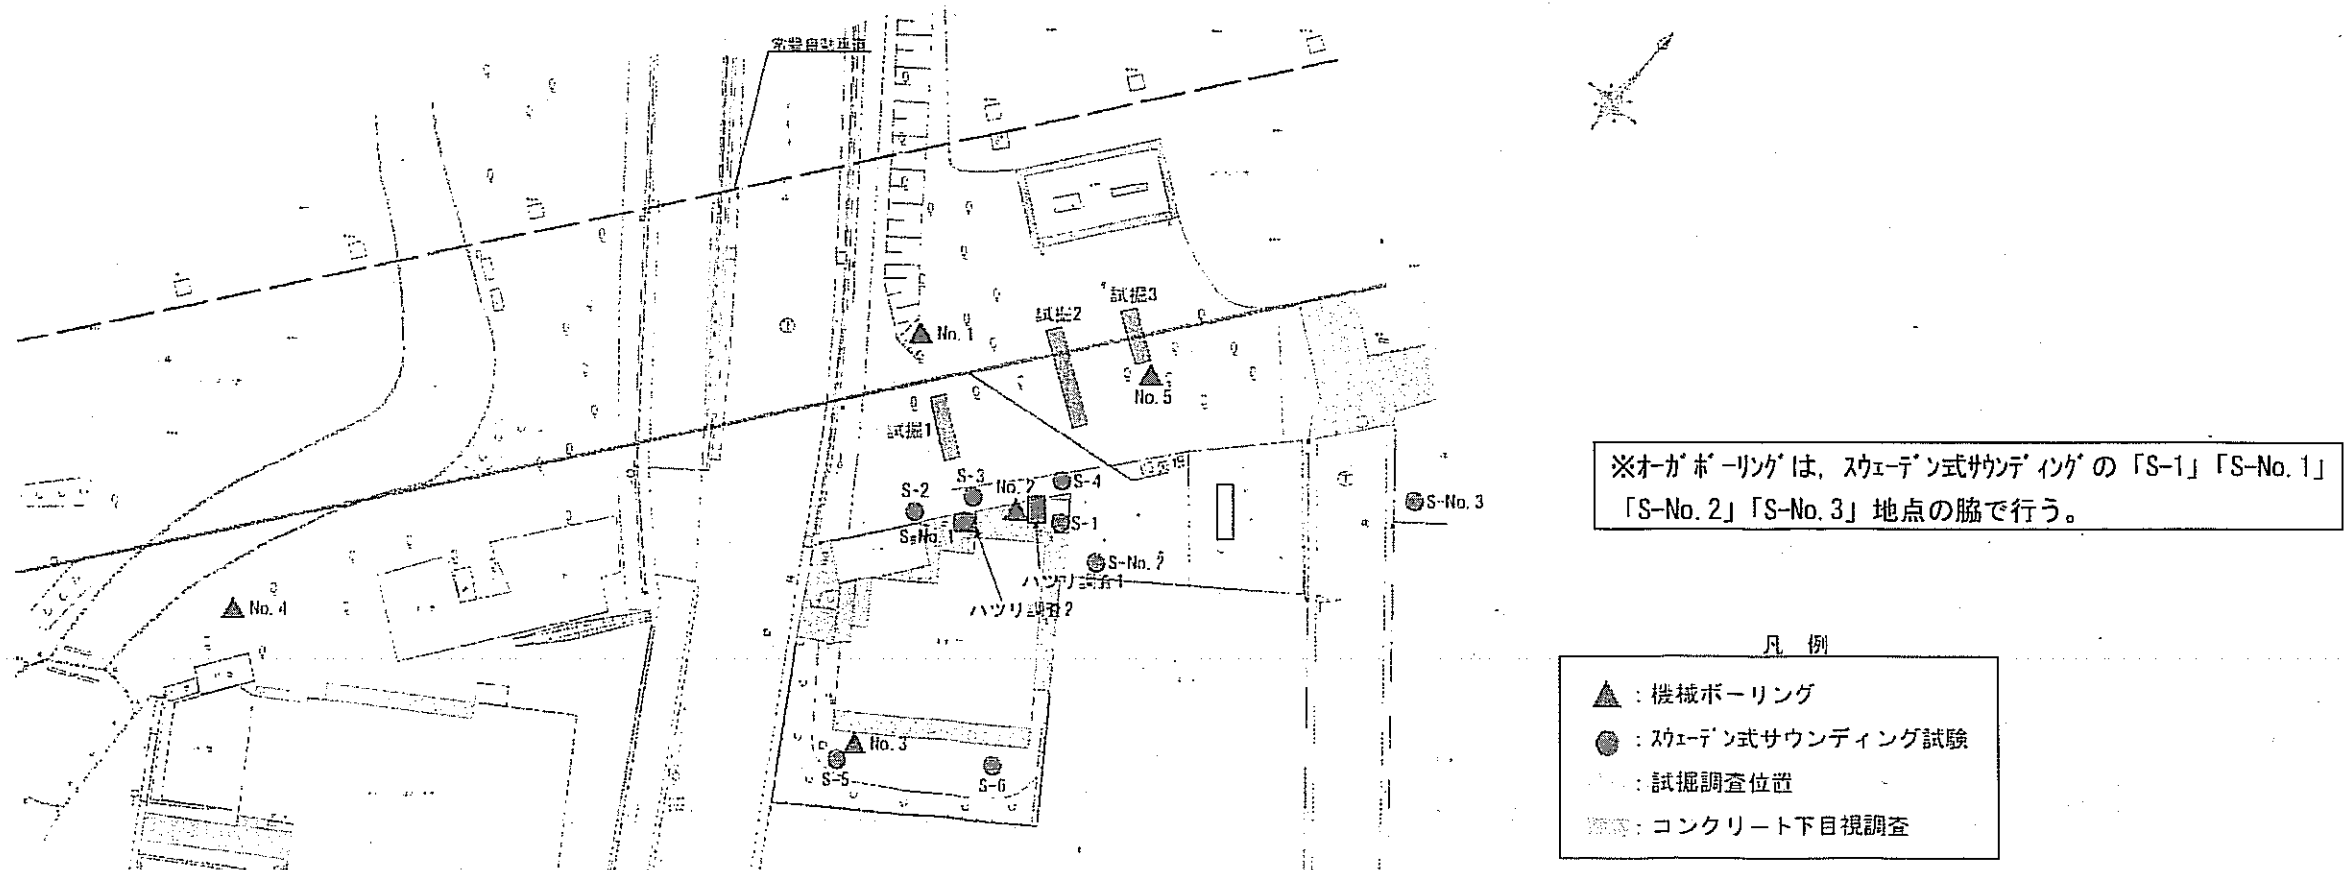 常磐自動車道
試掘3
試掘2
No.1
No.5
試掘1
S-3
No.2
S-4
S-2
S-No.3
S-1
S-No.1
S-No.2
ハツリ調査1
ハツリ調査2
No.4
No.3
S-5
S-6
※オーガボーリングは，スウェーデン式サウンディングの「S-1」「S-No.1」
「S-No.2」「S-No.3」地点の脇で行う。
凡 例
▲：機械ボーリング
●：スウェーデン式サウンディング試験
：試掘調査位置
：コンクリート下目視調査